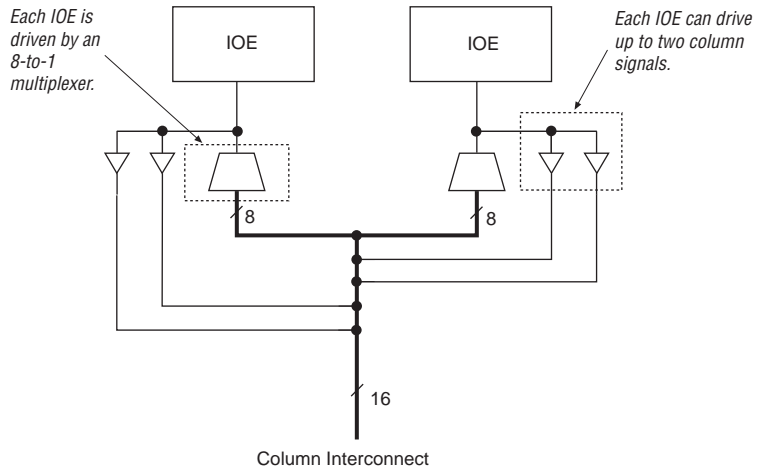 Each IOE is
driven by an
8-to-1
multiplexer.
IOE
IOE
Each IOE can drive
up to two column
signals.
8
8
16
Column Interconnect